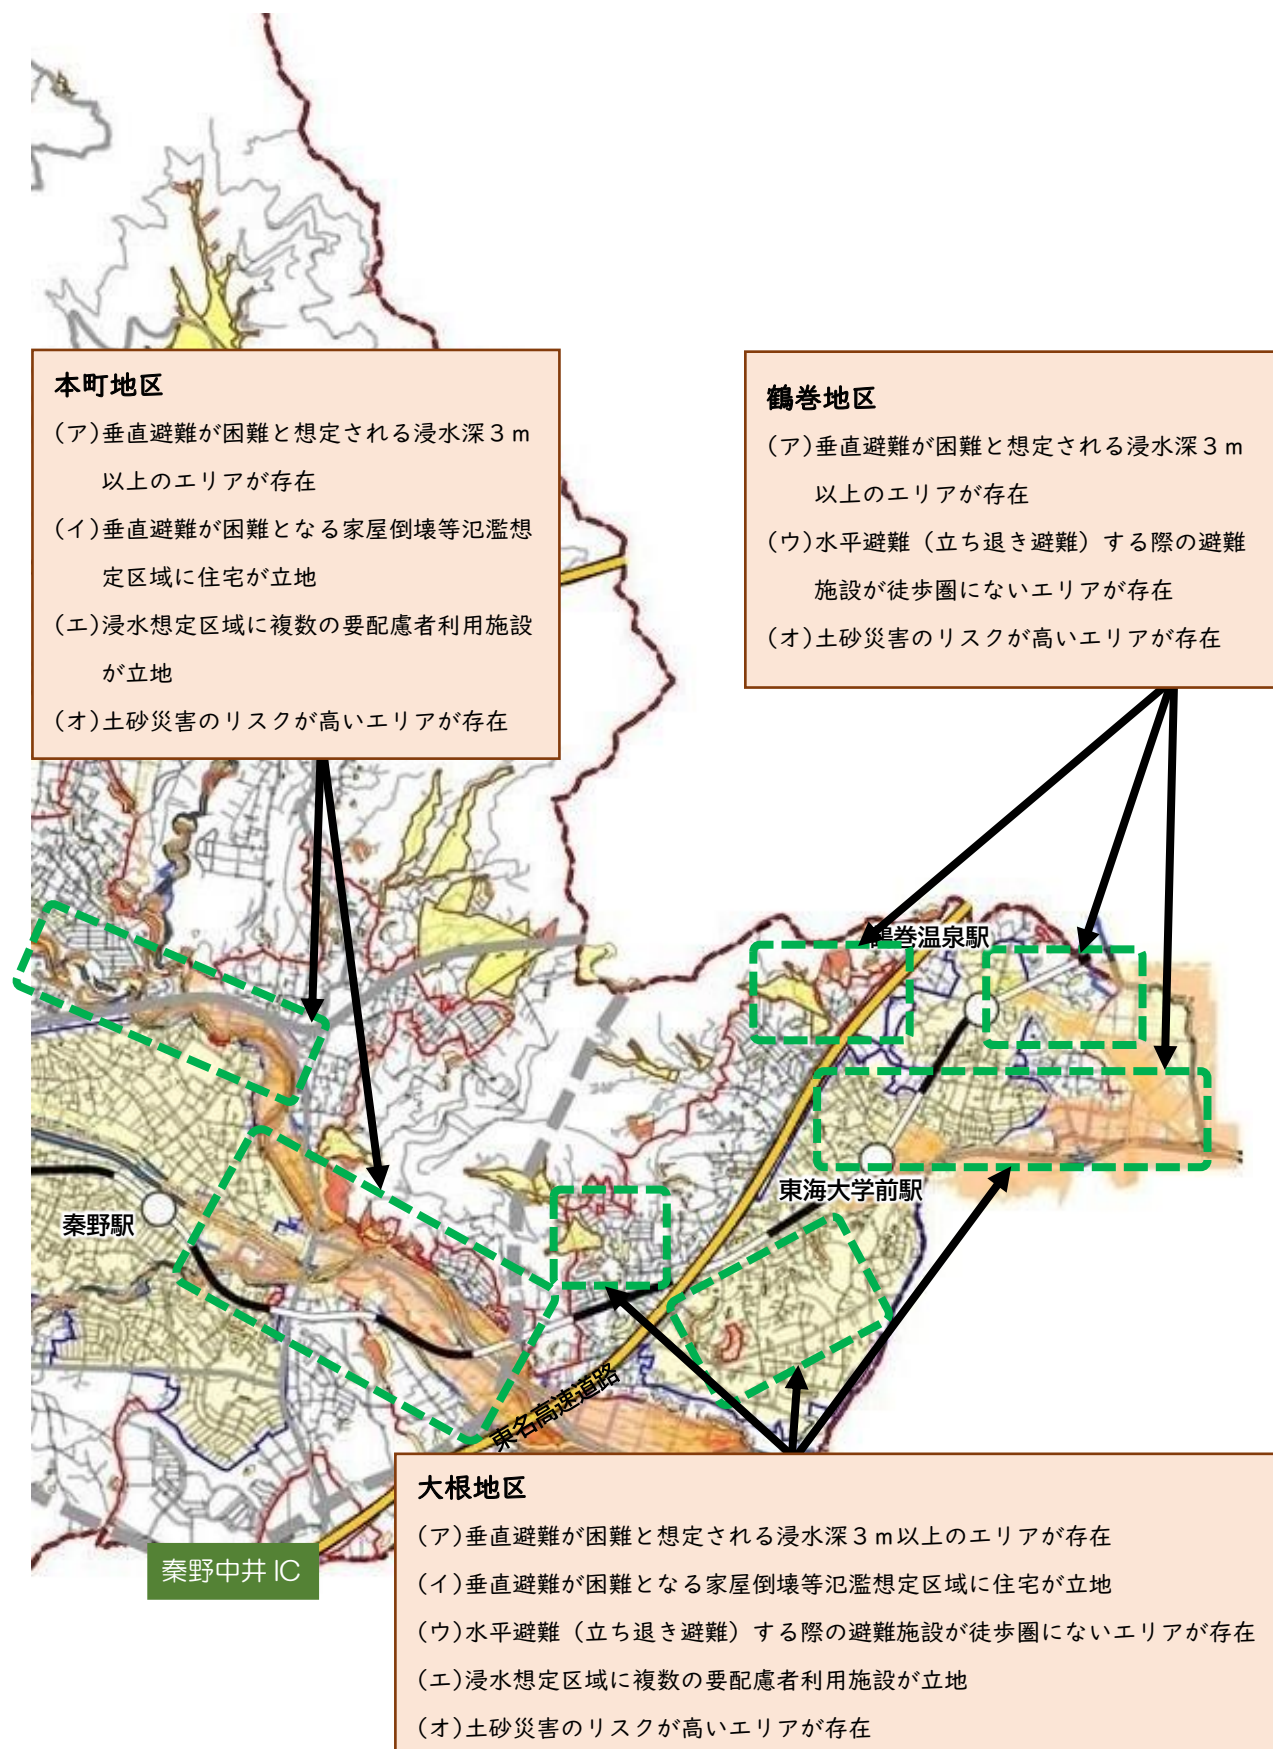 本町地区
(ア)垂直避難が困難と想定される浸水深３ｍ
以上のエリアが存在
(イ)垂直避難が困難となる家屋倒壊等氾濫想
定区域に住宅が立地
(エ)浸水想定区域に複数の要配慮者利用施設
が立地
(オ)土砂災害のリスクが高いエリアが存在
鶴巻地区
(ア)垂直避難が困難と想定される浸水深３ｍ
以上のエリアが存在
(ウ)水平避難（立ち退き避難）する際の避難
施設が徒歩圏にないエリアが存在
(オ)土砂災害のリスクが高いエリアが存在
鶴巻温泉駅
東海大学前駅
秦野駅
東名高速道路
秦野中井 IC
大根地区
(ア)垂直避難が困難と想定される浸水深３ｍ以上のエリアが存在
(イ)垂直避難が困難となる家屋倒壊等氾濫想定区域に住宅が立地
(ウ)水平避難（立ち退き避難）する際の避難施設が徒歩圏にないエリアが存在
(エ)浸水想定区域に複数の要配慮者利用施設が立地
(オ)土砂災害のリスクが高いエリアが存在